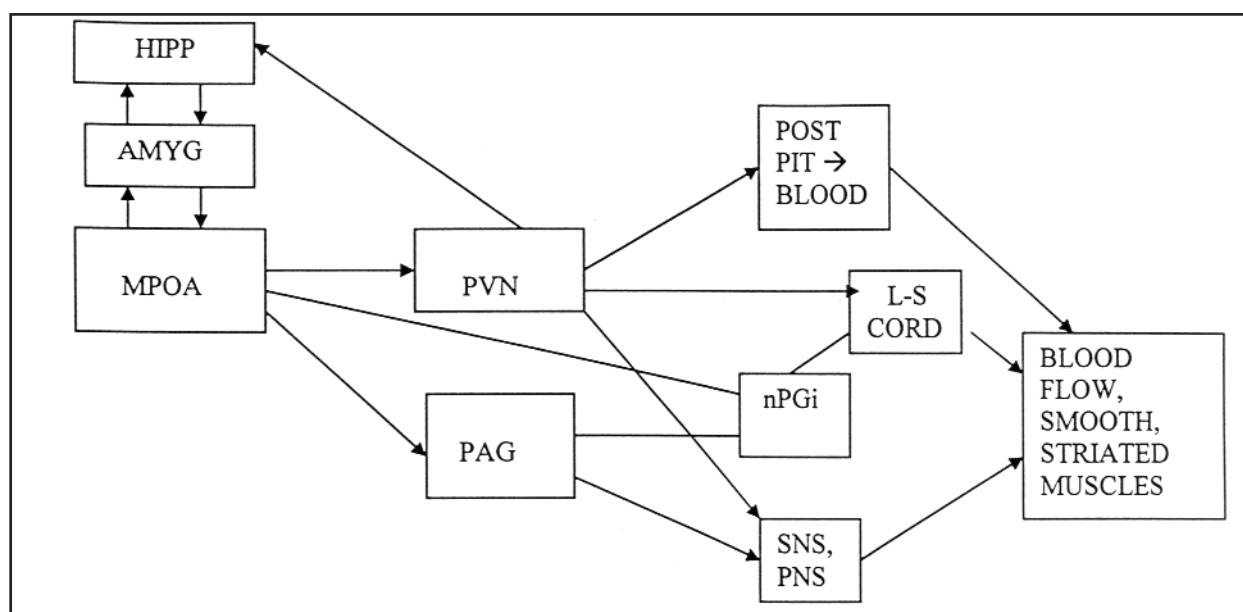 HIPP
AMYG
MPOA
PVN
PAG
POST
PIT →
BLOOD
L-S
CORD
nPGi
SNS,
PNS
BLOOD
FLOW,
SMOOTH,
STRIATED
MUSCLES